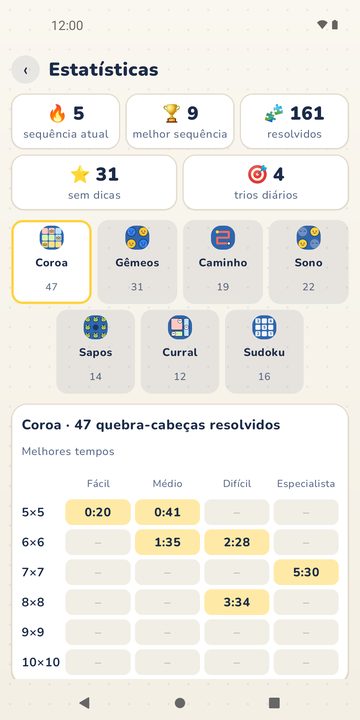 12:00
‹ Estatísticas
🔥 5 🏆 9 🧩 161
sequência atual melhor sequência resolvidos
⭐ 31 🎯 4
sem dicas trios diários
Coroa Gêmeos Caminho Sono
47 31 19 22
Sapos Curral Sudoku
14 12 16
Coroa · 47 quebra-cabeças resolvidos
Melhores tempos
Fácil Médio Difícil Especialista
5×5 0:20 0:41 – –
6×6 – 1:35 2:28 –
7×7 – – – 5:30
8×8 – – 3:34 –
9×9 – – – –
10×10 – – – –